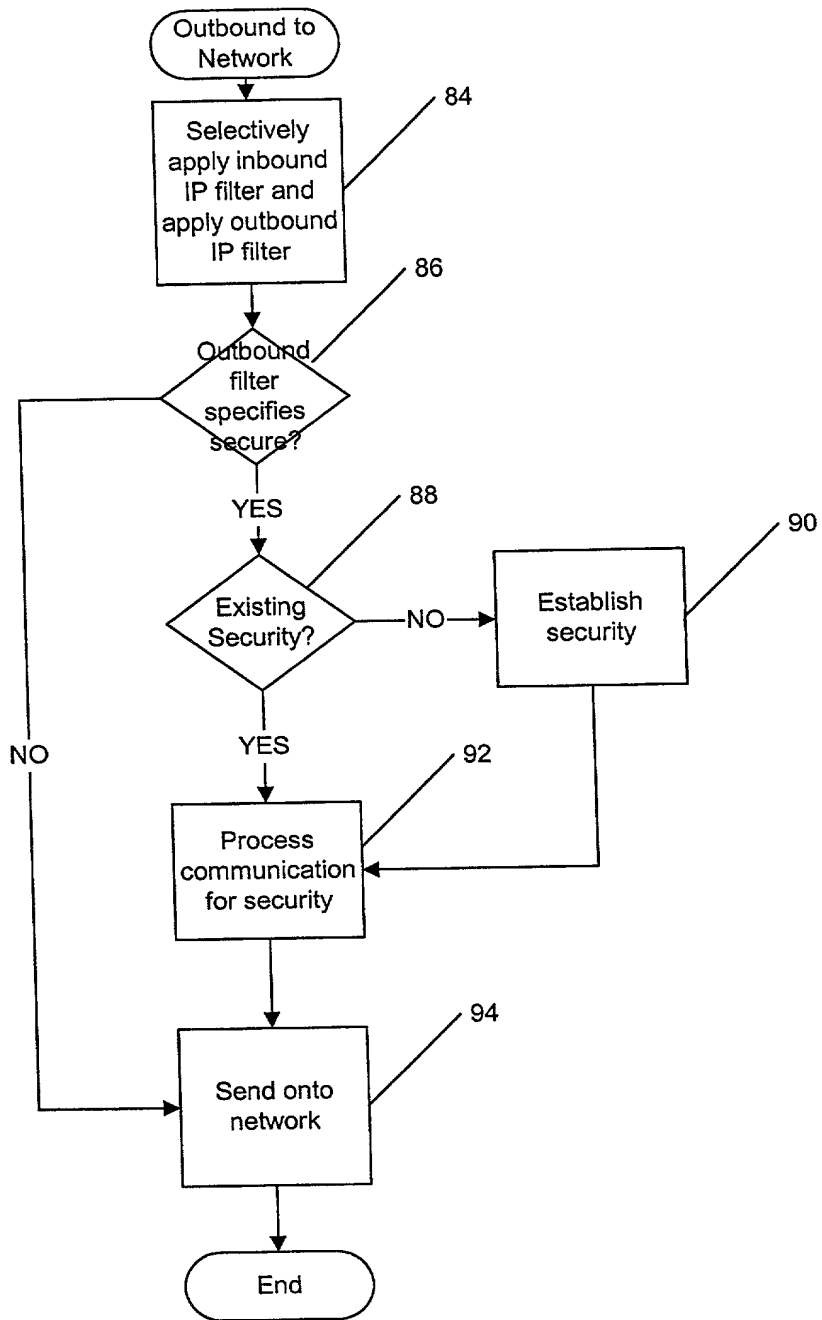 Outbound to
Network
84
Selectively
apply inbound
IP filter and
apply outbound
IP filter
86
Outbound
filter
specifies
secure?
YES
88
90
Existing
Security?
NO
Establish
security
YES
NO
92
Process
communication
for security
94
Send onto
network
End